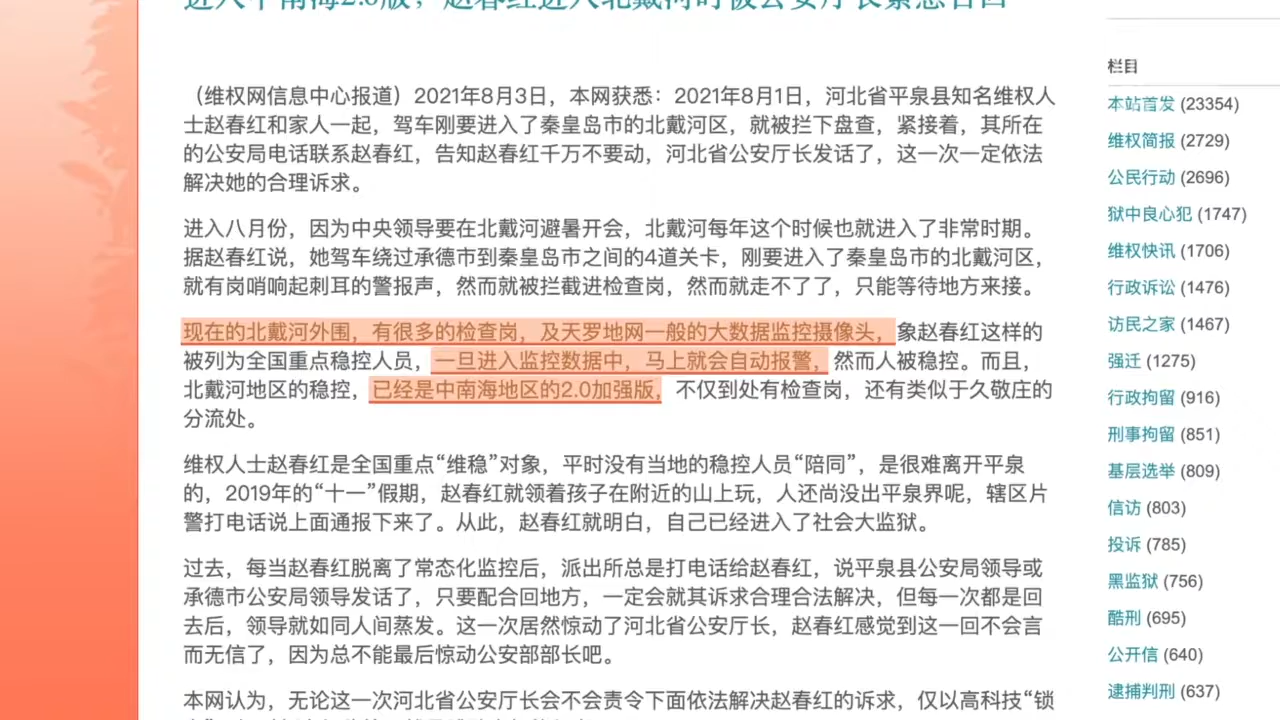 （维权网信息中心报道）2021年8月3日，本网获悉：2021年8月1日，河北省平泉县知名维权人
士赵春红和家人一起，驾车刚要进入了秦皇岛市的北戴河区，就被拦下盘查，紧接着，其所在
的公安局电话联系赵春红，告知赵春红千万不要动，河北省公安厅长发话了，这一次一定依法
解决她的合理诉求。
进入八月份，因为中央领导要在北戴河避暑开会，北戴河每年这个时候也就进入了非常时期。
据赵春红说，她驾车绕过承德市到秦皇岛市之间的4道关卡，刚要进入了秦皇岛市的北戴河区，
就有岗哨响起刺耳的警报声，然而就被拦截进检查岗，然而就走不了了，只能等待地方来接。
现在的北戴河外围，有很多的检查岗，及天罗地网一般的大数据监控摄像头，象赵春红这样的
被列为全国重点稳控人员，一旦进入监控数据中，马上就会自动报警，然而人被稳控。而且，
北戴河地区的稳控，已经是中南海地区的2.0加强版，不仅到处有检查岗，还有类似于久敬庄的
分流处。
维权人士赵春红是全国重点“维稳”对象，平时没有当地的稳控人员“陪同”，是很难离开平泉
的，2019年的“十一”假期，赵春红就领着孩子在附近的山上玩，人还尚没出平泉界呢，辖区片
警打电话说上面通报下来了。从此，赵春红就明白，自己已经进入了社会大监狱。
过去，每当赵春红脱离了常态化监控后，派出所总是打电话给赵春红，说平泉县公安局领导或
承德市公安局领导发话了，只要配合回地方，一定会就其诉求合理合法解决，但每一次都是回
去后，领导就如同人间蒸发。这一次居然惊动了河北省公安厅长，赵春红感觉到这一回不会言
而无信了，因为总不能最后惊动公安部部长吧。
本网认为，无论这一次河北省公安厅长会不会责令下面依法解决赵春红的诉求，仅以高科技“锁
栏目
本站首发 (23354)
维权简报 (2729)
公民行动 (2696)
狱中良心犯 (1747)
维权快讯 (1706)
行政诉讼 (1476)
访民之家 (1467)
强迁 (1275)
行政拘留 (916)
刑事拘留 (851)
基层选举 (809)
信访 (803)
投诉 (785)
黑监狱 (756)
酷刑 (695)
公开信 (640)
逮捕判刑 (637)